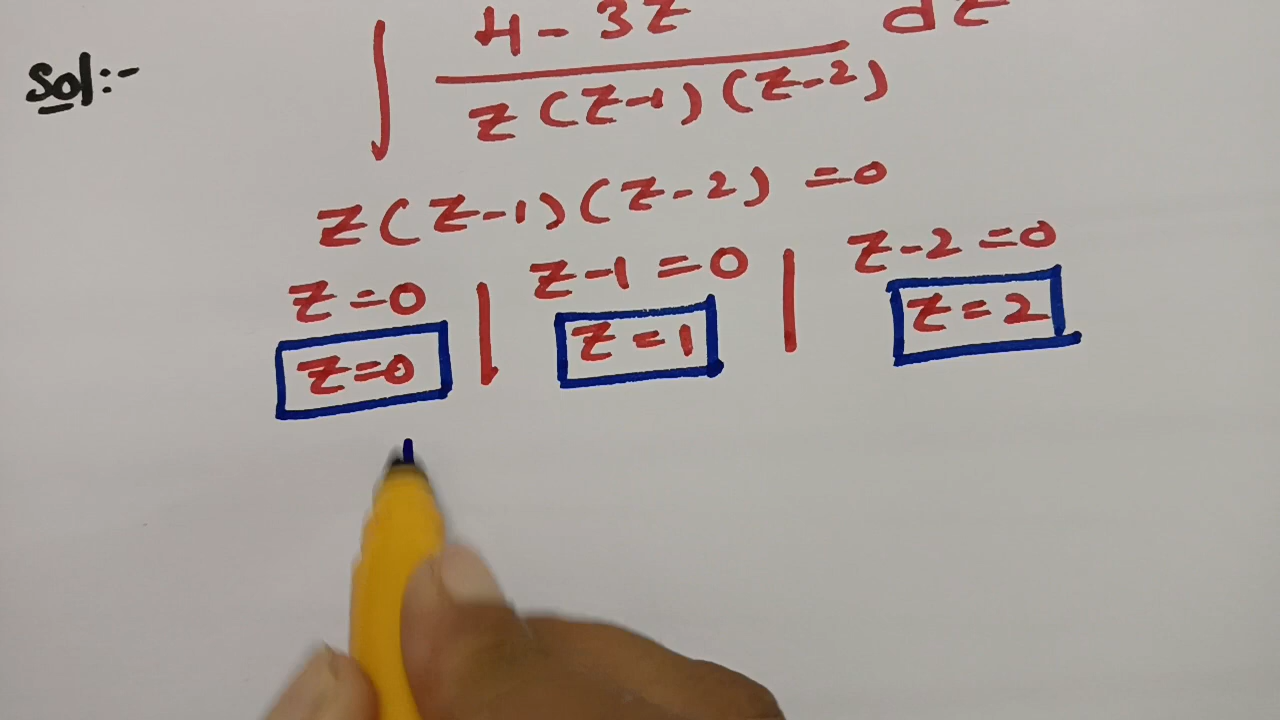 Sol:-
∫ 4-3z / z(z-1)(z-2) dz
z(z-1)(z-2) =0
z=0 | z-1=0 | z-2=0
z=0 | z=1 | z=2